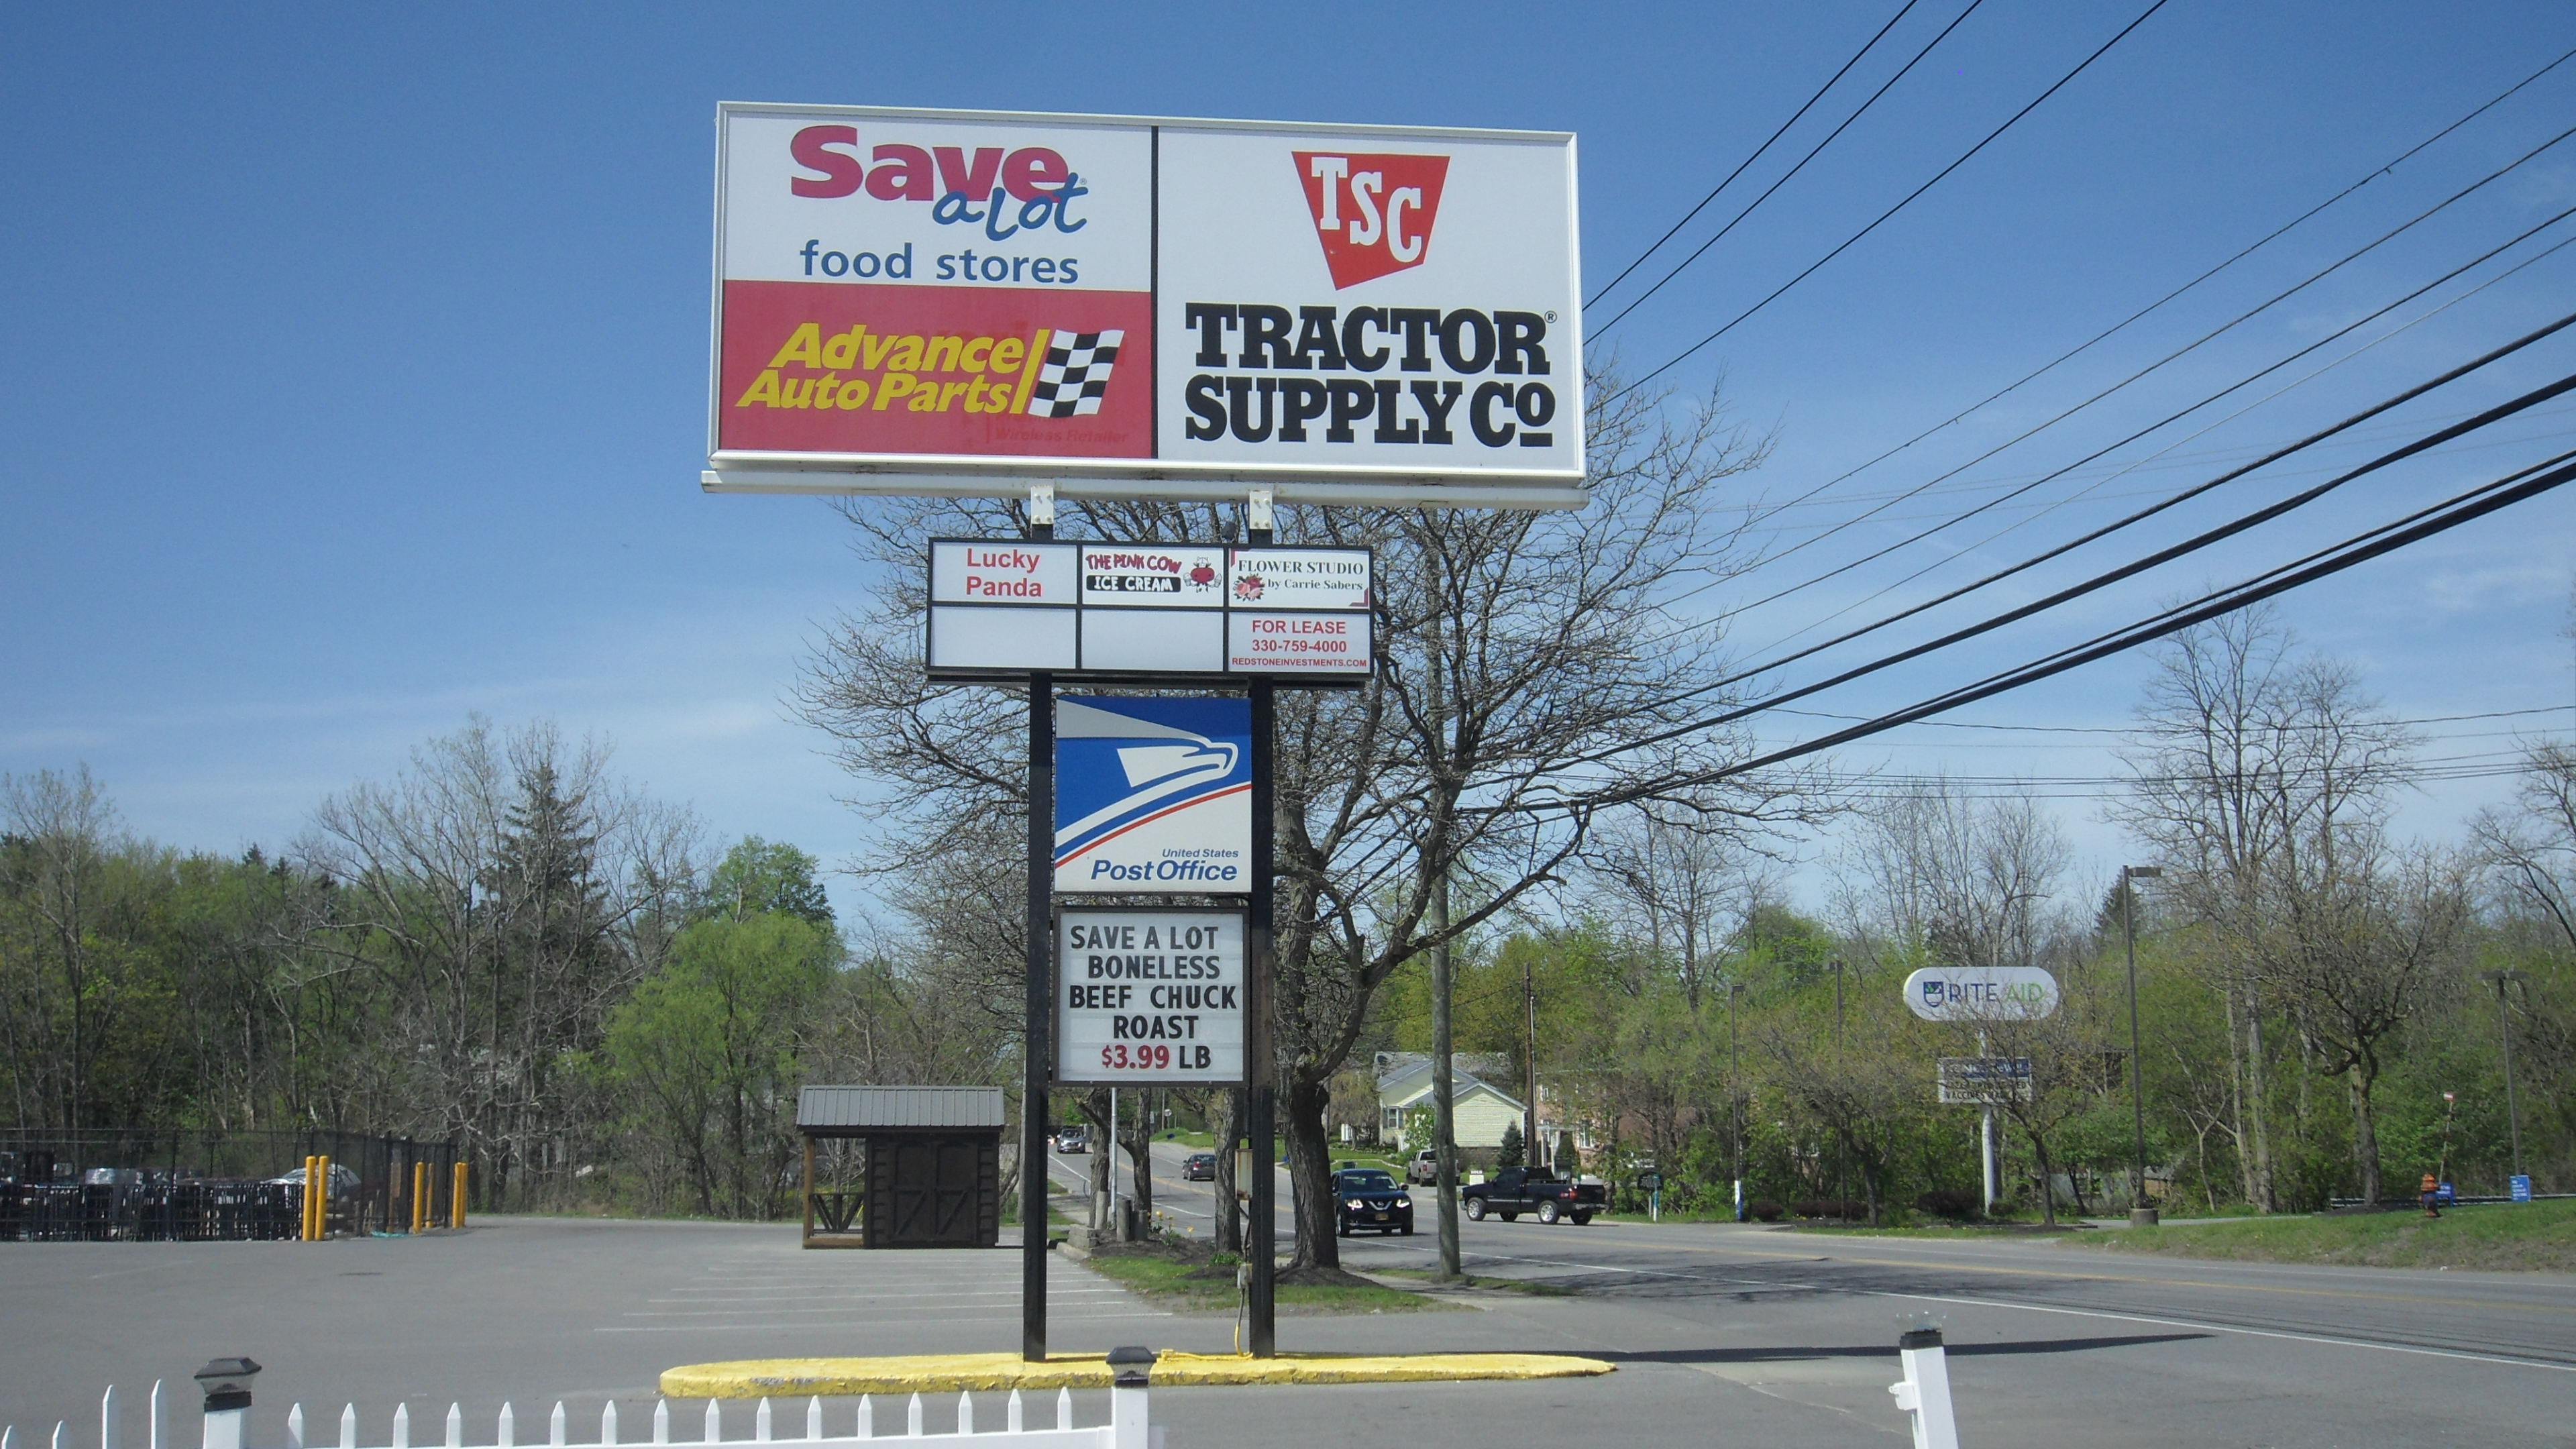 Save
a Lot
food stores
Advance
Auto Parts
Wireless Retailer
TSC
TRACTOR
SUPPLY CO
Lucky
Panda
THE PINK COW
ICE CREAM
FLOWER STUDIO
by Carrie Sabers
FOR LEASE
330-759-4000
REDSTONEINVESTMENTS.COM
United States
Post Office
SAVE A LOT
BONELESS
BEEF CHUCK
ROAST
$3.99 LB
RITE AID